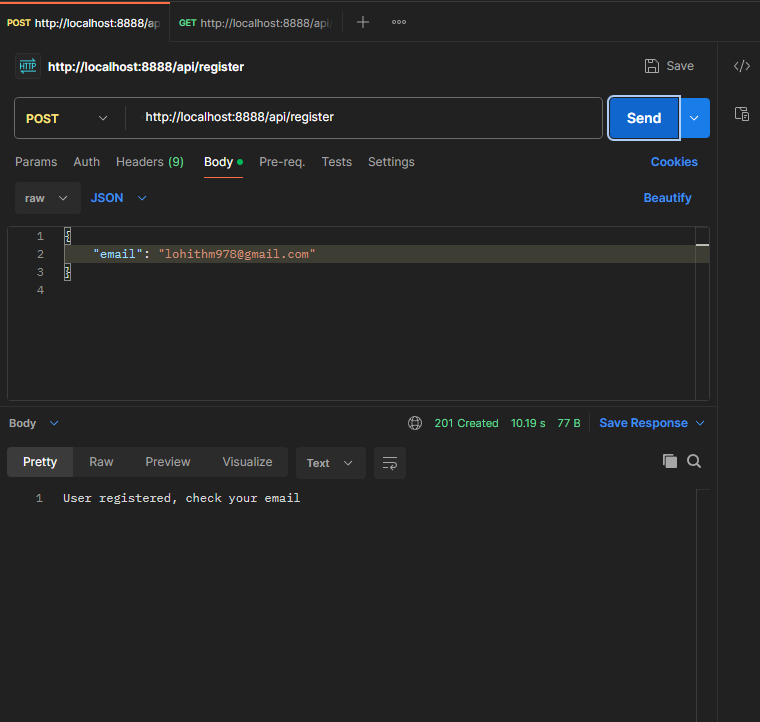 POST http://localhost:8888/ap GET http://localhost:8888/api/
HTTP http://localhost:8888/api/register Save
POST http://localhost:8888/api/register Send
Params Auth Headers (9) Body Pre-req. Tests Settings Cookies
raw JSON Beautify
1 {
2 "email": "lohithm978@gmail.com"
3 }
4
Body 201 Created 10.19 s 77 B Save Response
Pretty Raw Preview Visualize Text
1 User registered, check your email